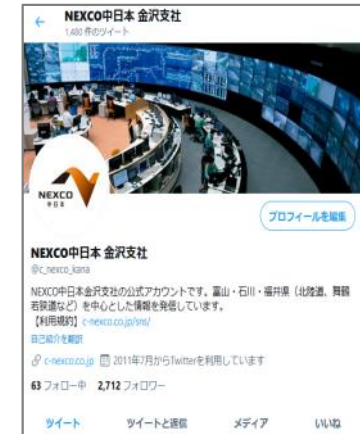 NEXCO中日本 金沢支社
1,480 件のツイート
NEXCO
中日本
プロフィールを編集
NEXCO中日本 金沢支社
@c_nexco_kana
NEXCO中日本金沢支社の公式アカウントです。富山・石川・福井県（北陸道、舞鶴
若狭道など）を中心とした情報を発信しています。
【利用規約】c-nexco.co.jp/sns/
自己紹介を翻訳
c-nexco.co.jp 2011年7月からTwitterを利用しています
63 フォロー中 2,712 フォロワー
ツイート ツイートと返信 メディア いいね